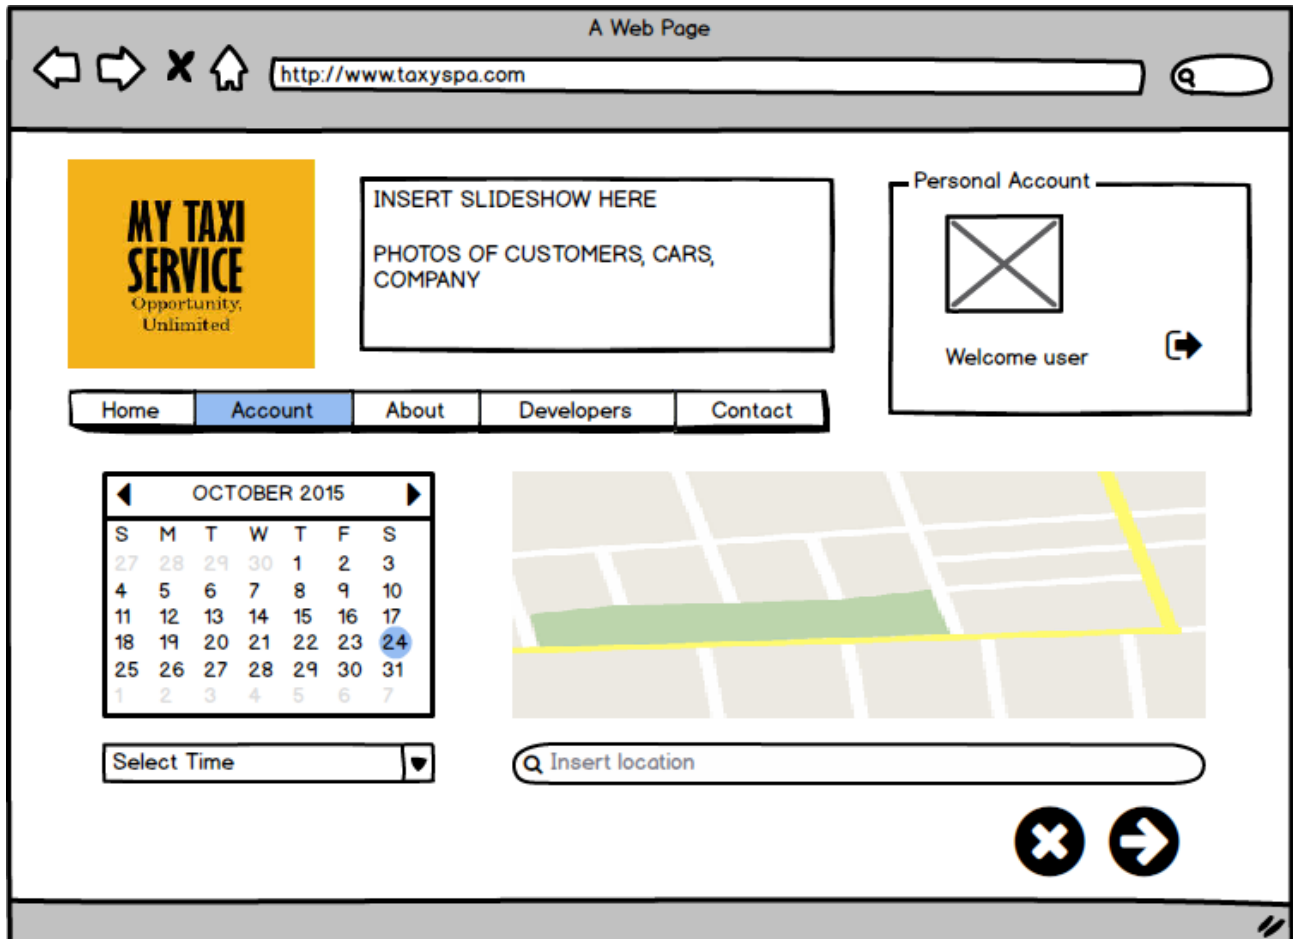 A Web Page
http://www.taxyspa.com
MY TAXI
SERVICE
Opportunity,
Unlimited
INSERT SLIDESHOW HERE
PHOTOS OF CUSTOMERS, CARS,
COMPANY
Personal Account
Welcome user
Home Account About Developers Contact
OCTOBER 2015
S M T W T F S
27 28 29 30 1 2 3
4 5 6 7 8 9 10
11 12 13 14 15 16 17
18 19 20 21 22 23 24
25 26 27 28 29 30 31
1 2 3 4 5 6 7
Select Time
Insert location